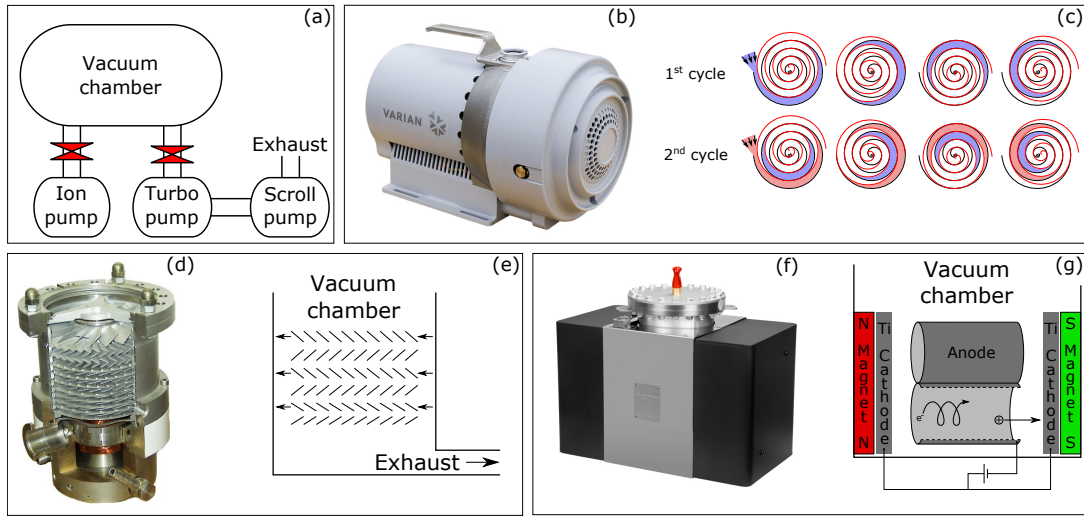 (a)
Vacuum
chamber
Exhaust
Ion
pump
Turbo
pump
Scroll
pump
(b)
VARIAN
(c)
1st cycle
2nd cycle
(d)
(e)
Vacuum
chamber
Exhaust
(f)
(g)
Vacuum
chamber
N Magnet N
Ti Cathode
Anode
e-
+
Ti Cathode
S Magnet S